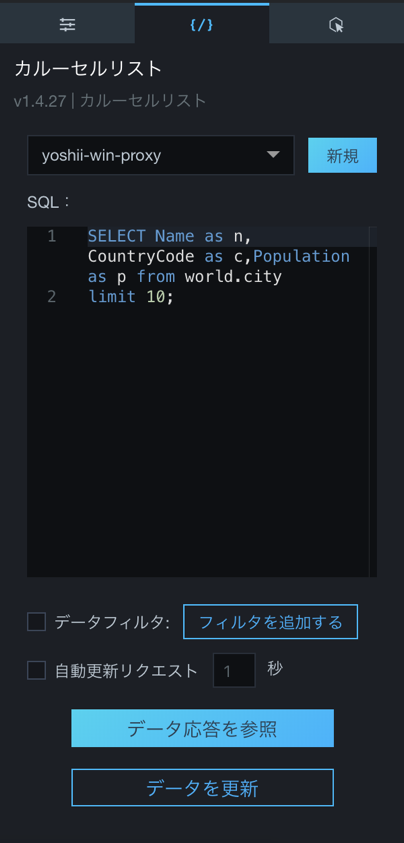 {/}
カルーセルリスト
v1.4.27 | カルーセルリスト
yoshii-win-proxy
新規
SQL：
1 SELECT Name as n,
CountryCode as c,Population
as p from world.city
2 limit 10;
データフィルタ:
フィルタを追加する
自動更新リクエスト 1 秒
データ応答を参照
データを更新